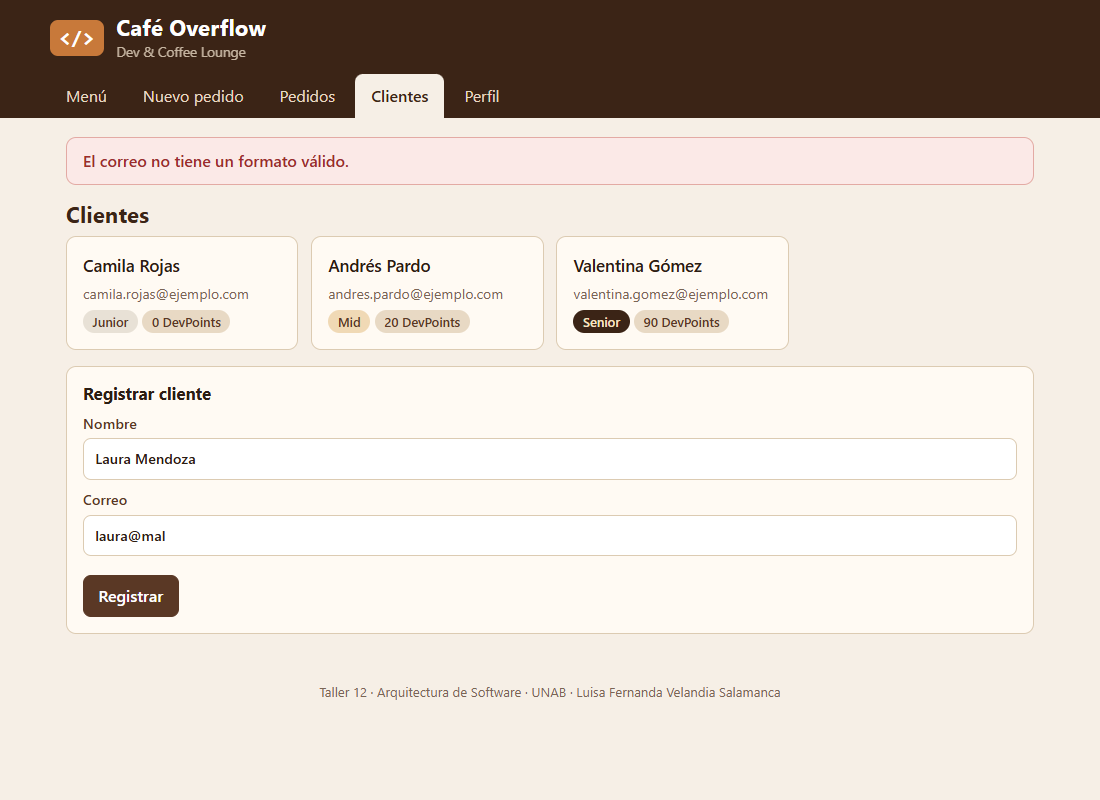 </> Café Overflow
Dev & Coffee Lounge
Menú Nuevo pedido Pedidos Clientes Perfil
El correo no tiene un formato válido.
Clientes
Camila Rojas
camila.rojas@ejemplo.com
Junior 0 DevPoints
Andrés Pardo
andres.pardo@ejemplo.com
Mid 20 DevPoints
Valentina Gómez
valentina.gomez@ejemplo.com
Senior 90 DevPoints
Registrar cliente
Nombre
Laura Mendoza
Correo
laura@mal
Registrar
Taller 12 · Arquitectura de Software · UNAB · Luisa Fernanda Velandia Salamanca